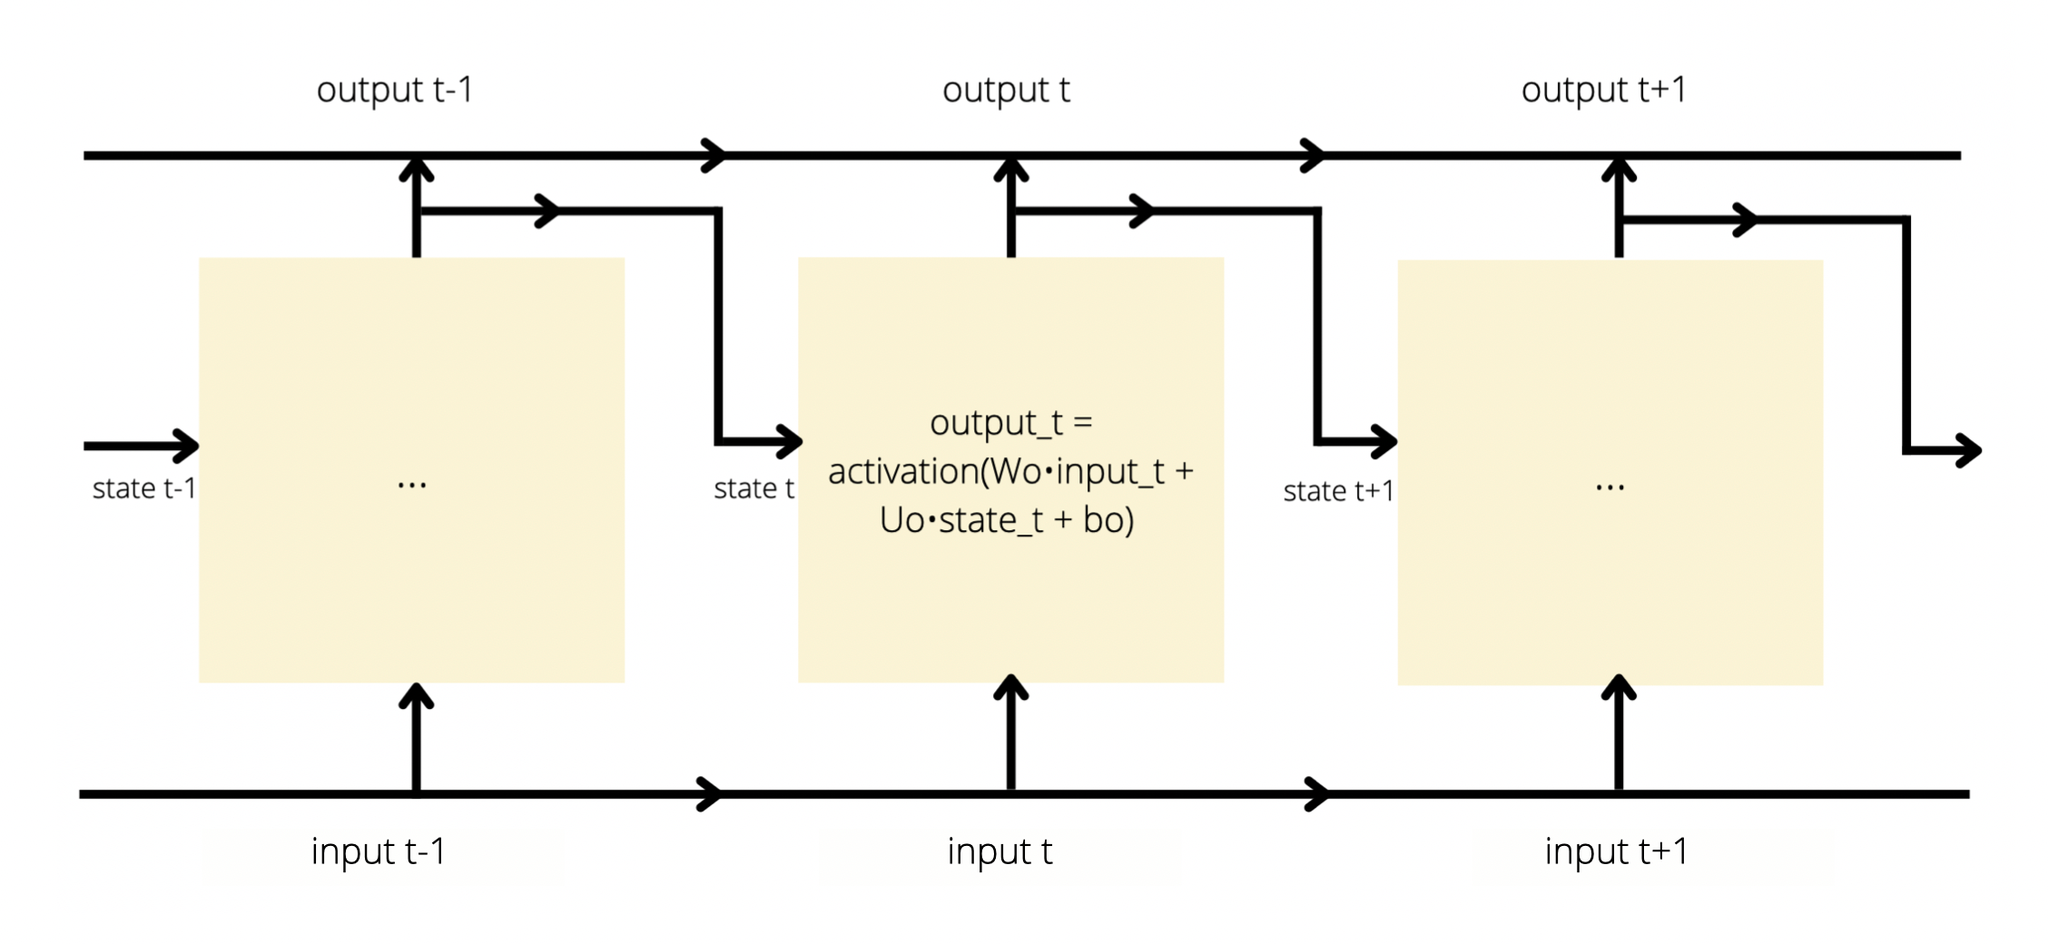 output t-1
output t
output t+1
output_t =
activation(Wo•input_t +
Uo•state_t + bo)
...
...
state t-1
state t
state t+1
input t-1
input t
input t+1